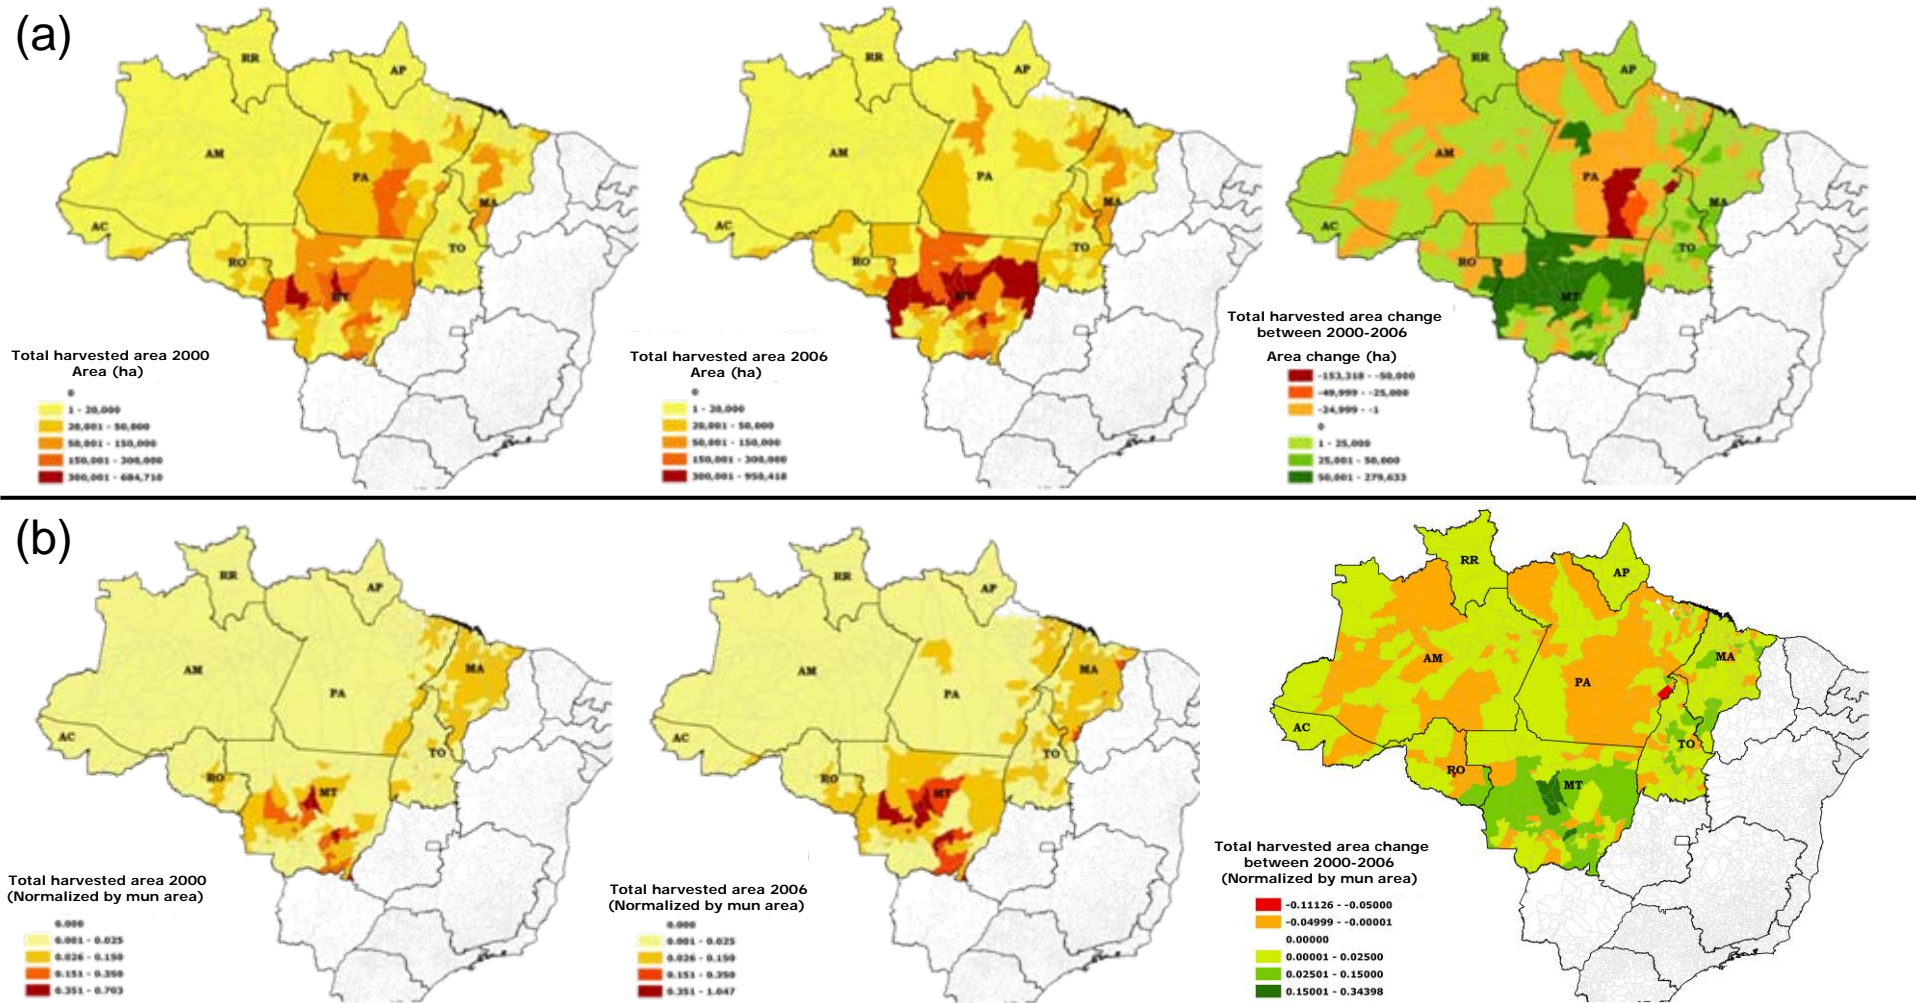 (a)
RR
AP
AM
PA
MA
AC
RO
TO
MT
Total harvested area 2000
Area (ha)
0
1 - 20,000
20,001 - 50,000
50,001 - 150,000
150,001 - 300,000
300,001 - 684,710
RR
AP
AM
PA
MA
AC
RO
TO
Total harvested area 2006
Area (ha)
0
1 - 20,000
20,001 - 50,000
50,001 - 150,000
150,001 - 300,000
300,001 - 950,418
RR
AP
AM
PA
MA
AC
RO
TO
MT
Total harvested area change
between 2000-2006
Area change (ha)
-153,318 - -50,000
-49,999 - -25,000
-24,999 - -1
0
1 - 25,000
25,001 - 50,000
50,001 - 279,633
(b)
RR
AP
AM
PA
MA
AC
RO
TO
MT
Total harvested area 2000
(Normalized by mun area)
0.000
0.001 - 0.025
0.026 - 0.150
0.151 - 0.350
0.351 - 0.703
RR
AP
AM
PA
MA
AC
RO
TO
MT
Total harvested area 2006
(Normalized by mun area)
0.000
0.001 - 0.025
0.026 - 0.150
0.151 - 0.350
0.351 - 1.047
RR
AP
AM
PA
MA
AC
RO
TO
MT
Total harvested area change
between 2000-2006
(Normalized by mun area)
-0.11126 - -0.05000
-0.04999 - -0.00001
0.00000
0.00001 - 0.02500
0.02501 - 0.15000
0.15001 - 0.34398